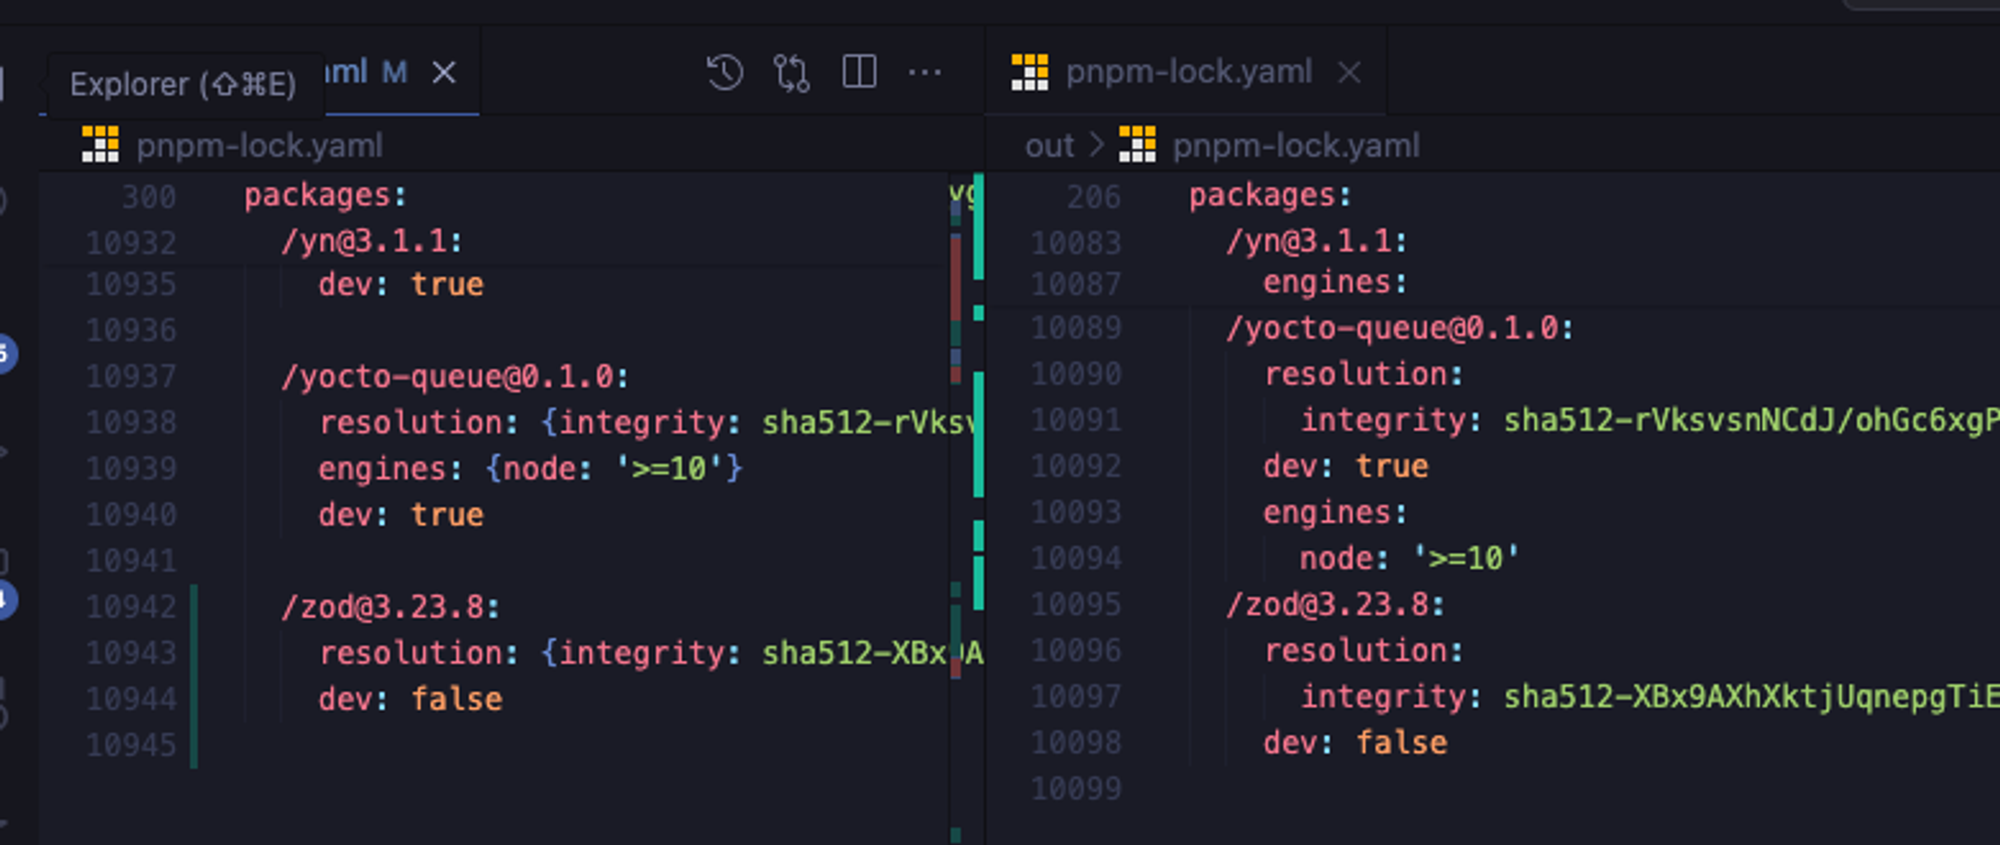 Explorer (⇧⌘E)
aml M
pnpm-lock.yaml
300 packages:
10932 /yn@3.1.1:
10935 dev: true
10936
10937 /yocto-queue@0.1.0:
10938 resolution: {integrity: sha512-rVksv
10939 engines: {node: '>=10'}
10940 dev: true
10941
10942 /zod@3.23.8:
10943 resolution: {integrity: sha512-XBx
10944 dev: false
10945
pnpm-lock.yaml
out > pnpm-lock.yaml
206 packages:
10083 /yn@3.1.1:
10087 engines:
10089 /yocto-queue@0.1.0:
10090 resolution:
10091 integrity: sha512-rVksvsnNCdJ/ohGc6xgP
10092 dev: true
10093 engines:
10094 node: '>=10'
10095 /zod@3.23.8:
10096 resolution:
10097 integrity: sha512-XBx9AXhXktjUqnepgTiE
10098 dev: false
10099